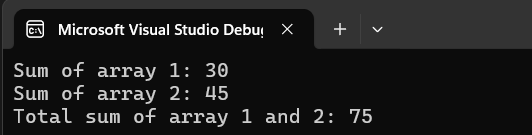 Microsoft Visual Studio Debu
Sum of array 1: 30
Sum of array 2: 45
Total sum of array 1 and 2: 75